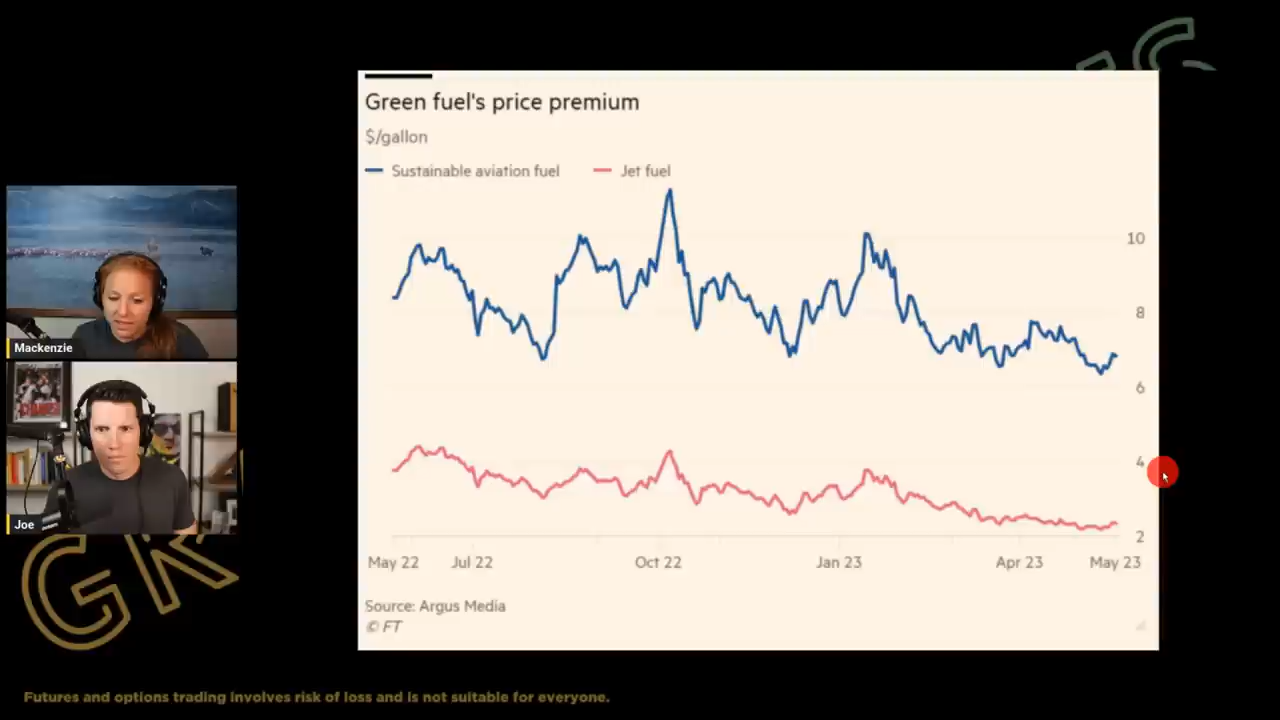 Green fuel's price premium
$/gallon
Sustainable aviation fuel
Jet fuel
10
8
6
4
2
May 22
Jul 22
Oct 22
Jan 23
Apr 23
May 23
Source: Argus Media
© FT
Mackenzie
Joe
GR
G
Futures and options trading involves risk of loss and is not suitable for everyone.